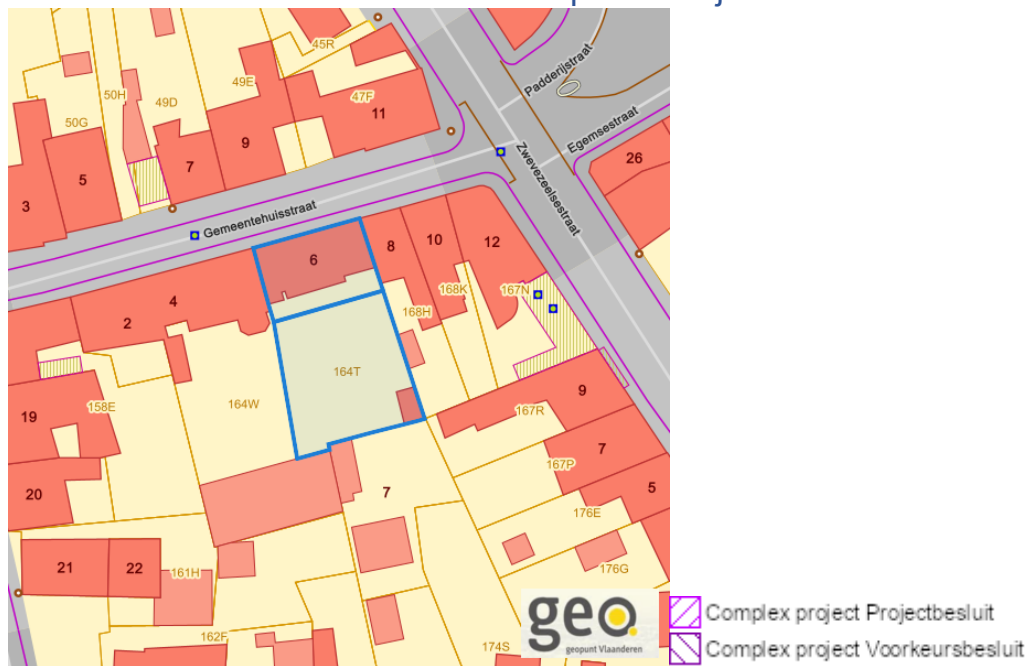 45R
50H
49D
49E
47F
50G
11
9
7
5
3
Padderijstraat
Egemsestraat
Zwevezeelsestraat
26
Gemeentehuisstraat
6
8
10
12
4
2
168K
167N
168H
164T
164W
158E
19
9
167R
7
167P
5
20
7
176E
21
22
161H
176G
162F
174S
geo.
geopunt Vlaanderen
Complex project Projectbesluit
Complex project Voorkeursbesluit